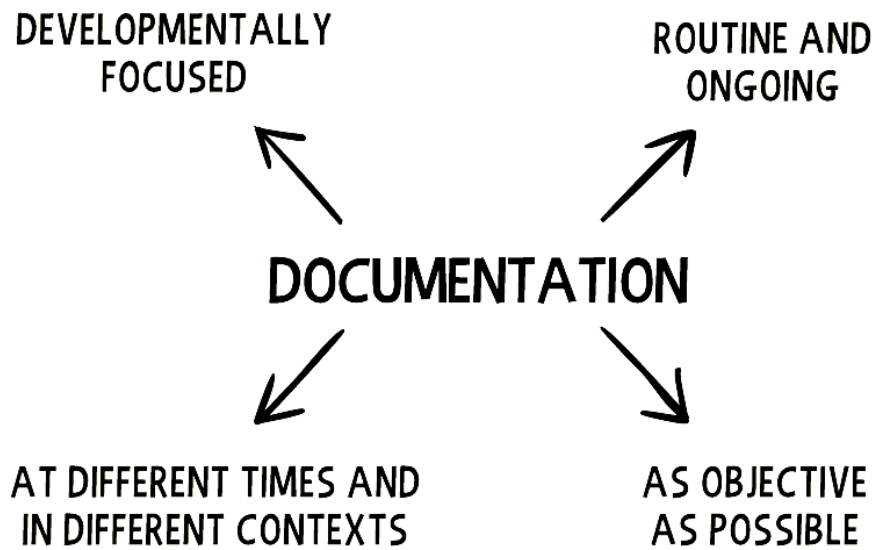 DEVELOPMENTALLY
FOCUSED
ROUTINE AND
ONGOING
DOCUMENTATION
AT DIFFERENT TIMES AND
IN DIFFERENT CONTEXTS
AS OBJECTIVE
AS POSSIBLE